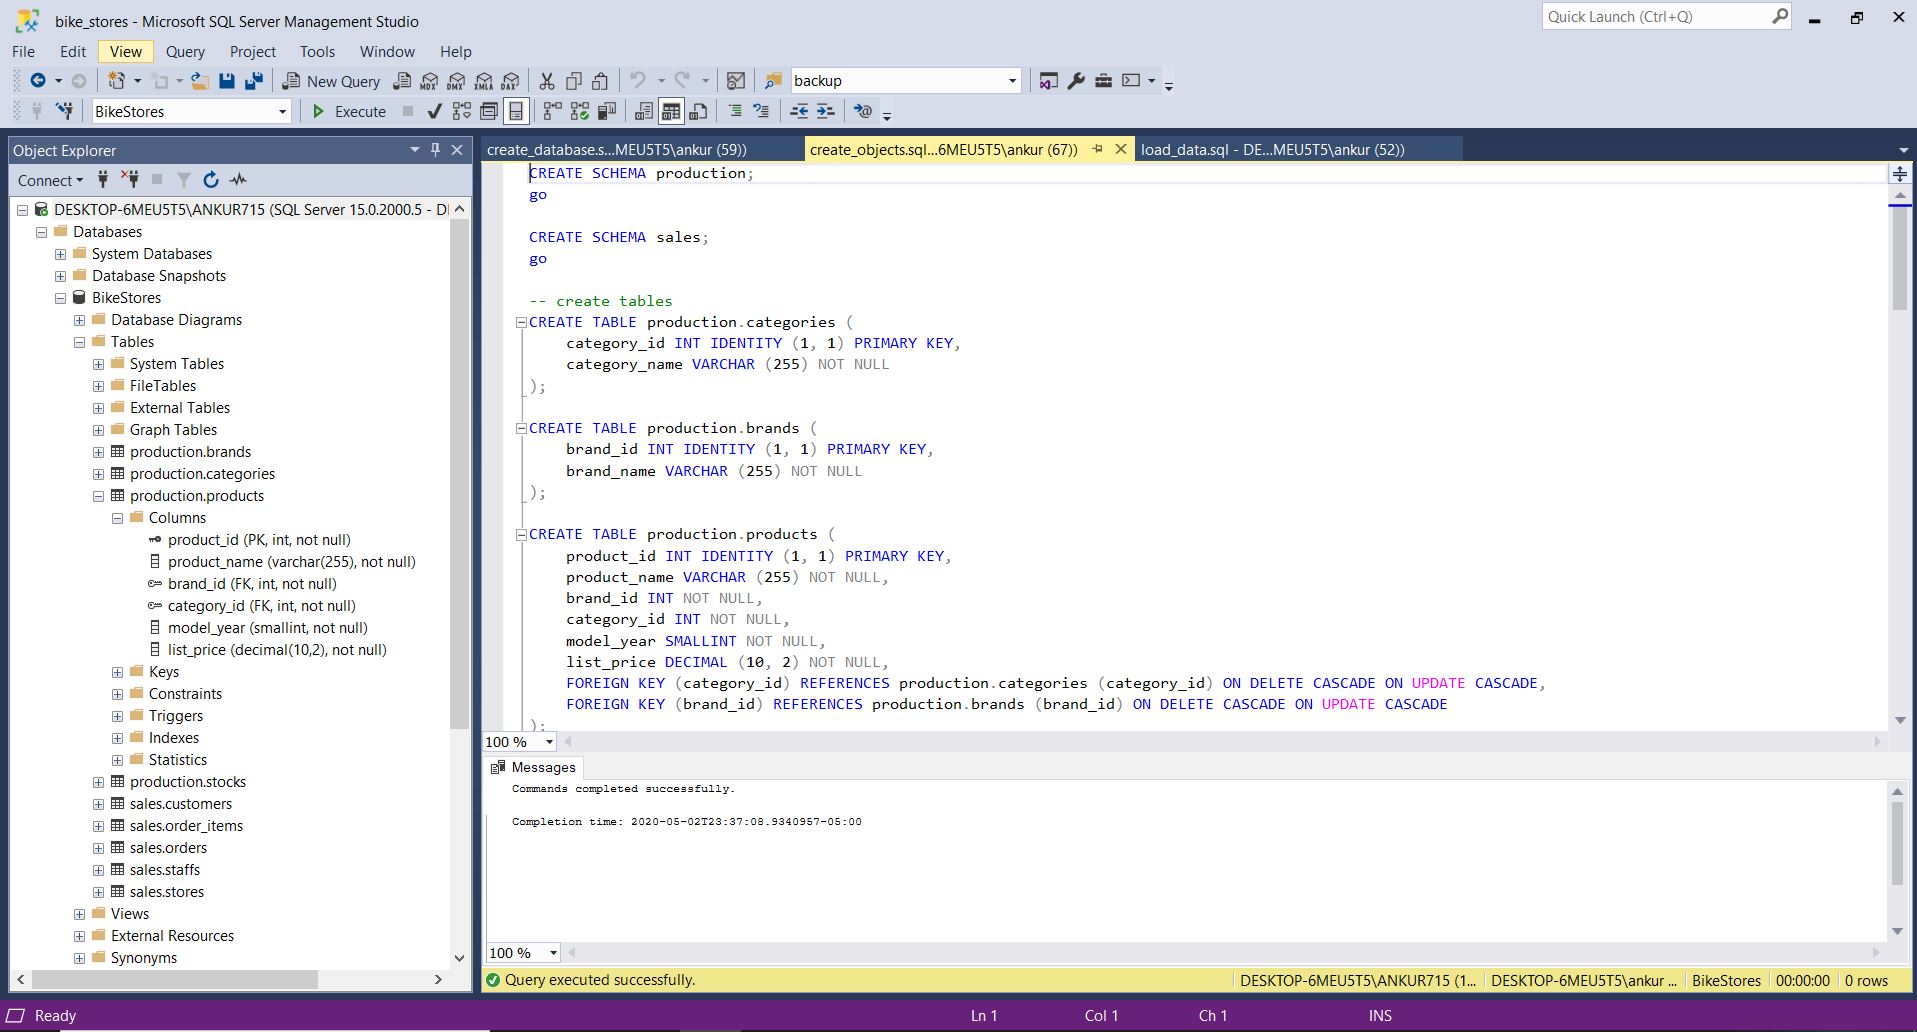 bike_stores - Microsoft SQL Server Management Studio
Quick Launch (Ctrl+Q)
File Edit View Query Project Tools Window Help
New Query MDX DMX XMLA DAX backup
BikeStores Execute
Object Explorer
Connect
DESKTOP-6MEU5T5\ANKUR715 (SQL Server 15.0.2000.5 - DI
Databases
System Databases
Database Snapshots
BikeStores
Database Diagrams
Tables
System Tables
FileTables
External Tables
Graph Tables
production.brands
production.categories
production.products
Columns
product_id (PK, int, not null)
product_name (varchar(255), not null)
brand_id (FK, int, not null)
category_id (FK, int, not null)
model_year (smallint, not null)
list_price (decimal(10,2), not null)
Keys
Constraints
Triggers
Indexes
Statistics
production.stocks
sales.customers
sales.order_items
sales.orders
sales.staffs
sales.stores
Views
External Resources
Synonyms
create_database.s...MEU5T5\ankur (59)) create_objects.sql...6MEU5T5\ankur (67)) load_data.sql - DE...MEU5T5\ankur (52))
CREATE SCHEMA production;
go
CREATE SCHEMA sales;
go
-- create tables
CREATE TABLE production.categories (
category_id INT IDENTITY (1, 1) PRIMARY KEY,
category_name VARCHAR (255) NOT NULL
);
CREATE TABLE production.brands (
brand_id INT IDENTITY (1, 1) PRIMARY KEY,
brand_name VARCHAR (255) NOT NULL
);
CREATE TABLE production.products (
product_id INT IDENTITY (1, 1) PRIMARY KEY,
product_name VARCHAR (255) NOT NULL,
brand_id INT NOT NULL,
category_id INT NOT NULL,
model_year SMALLINT NOT NULL,
list_price DECIMAL (10, 2) NOT NULL,
FOREIGN KEY (category_id) REFERENCES production.categories (category_id) ON DELETE CASCADE ON UPDATE CASCADE,
FOREIGN KEY (brand_id) REFERENCES production.brands (brand_id) ON DELETE CASCADE ON UPDATE CASCADE
);
100 %
Messages
Commands completed successfully.
Completion time: 2020-05-02T23:37:08.9340957-05:00
100 %
Query executed successfully. DESKTOP-6MEU5T5\ANKUR715 (1... DESKTOP-6MEU5T5\ankur ... BikeStores 00:00:00 0 rows
Ready Ln 1 Col 1 Ch 1 INS